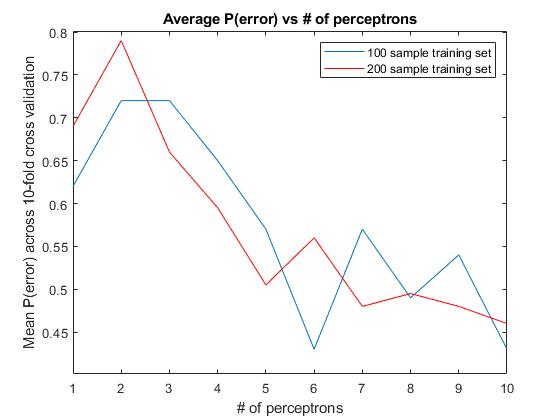 Average P(error) vs # of perceptrons
100 sample training set
200 sample training set
Mean P(error) across 10-fold cross validation
0.8
0.75
0.7
0.65
0.6
0.55
0.5
0.45
1 2 3 4 5 6 7 8 9 10
# of perceptrons